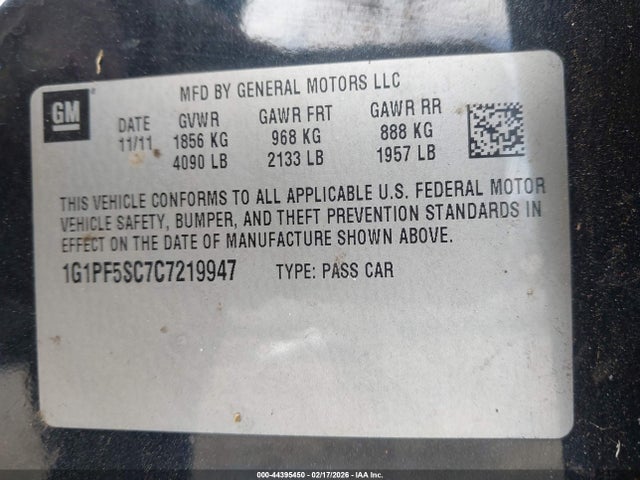 GM
MFD BY GENERAL MOTORS LLC
DATE GVWR GAWR FRT GAWR RR
11/11 1856 KG 968 KG 888 KG
4090 LB 2133 LB 1957 LB
THIS VEHICLE CONFORMS TO ALL APPLICABLE U.S. FEDERAL MOTOR
VEHICLE SAFETY, BUMPER, AND THEFT PREVENTION STANDARDS IN
EFFECT ON THE DATE OF MANUFACTURE SHOWN ABOVE.
1G1PF5SC7C7219947 TYPE: PASS CAR
000-44395450 - 02/17/2026 - IAA Inc.